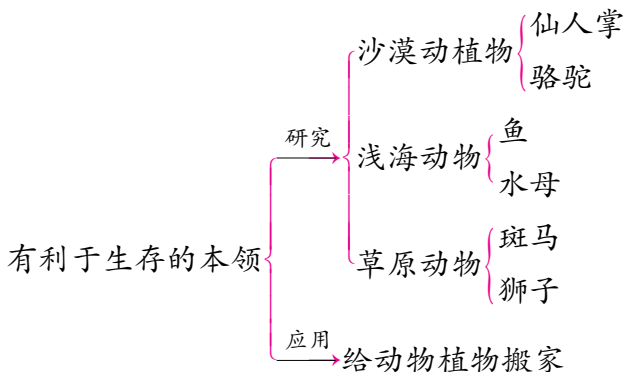 有利于生存的本领
研究
沙漠动植物
仙人掌
骆驼
浅海动物
鱼
水母
草原动物
斑马
狮子
应用
给动物植物搬家